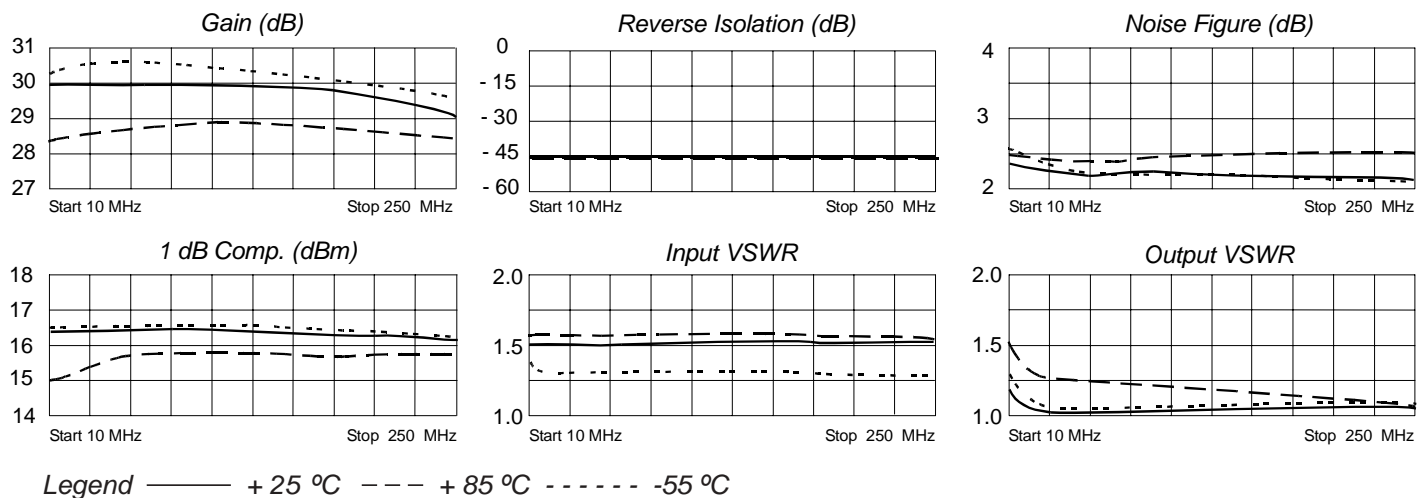 Gain (dB)
31
30
29
28
27
Start 10 MHz Stop 250 MHz
Reverse Isolation (dB)
0
- 15
- 30
- 45
- 60
Start 10 MHz Stop 250 MHz
Noise Figure (dB)
4
3
2
Start 10 MHz Stop 250 MHz
1 dB Comp. (dBm)
18
17
16
15
14
Start 10 MHz Stop 250 MHz
Input VSWR
2.0
1.5
1.0
Start 10 MHz Stop 250 MHz
Output VSWR
2.0
1.5
1.0
Start 10 MHz Stop 250 MHz
Legend + 25 ºC + 85 ºC -55 ºC